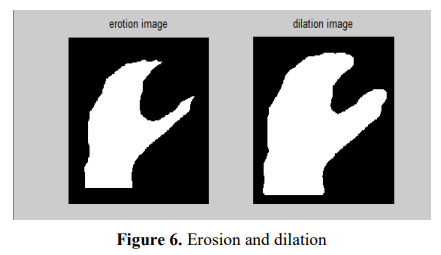 erotion image
dilation image
Figure 6. Erosion and dilation